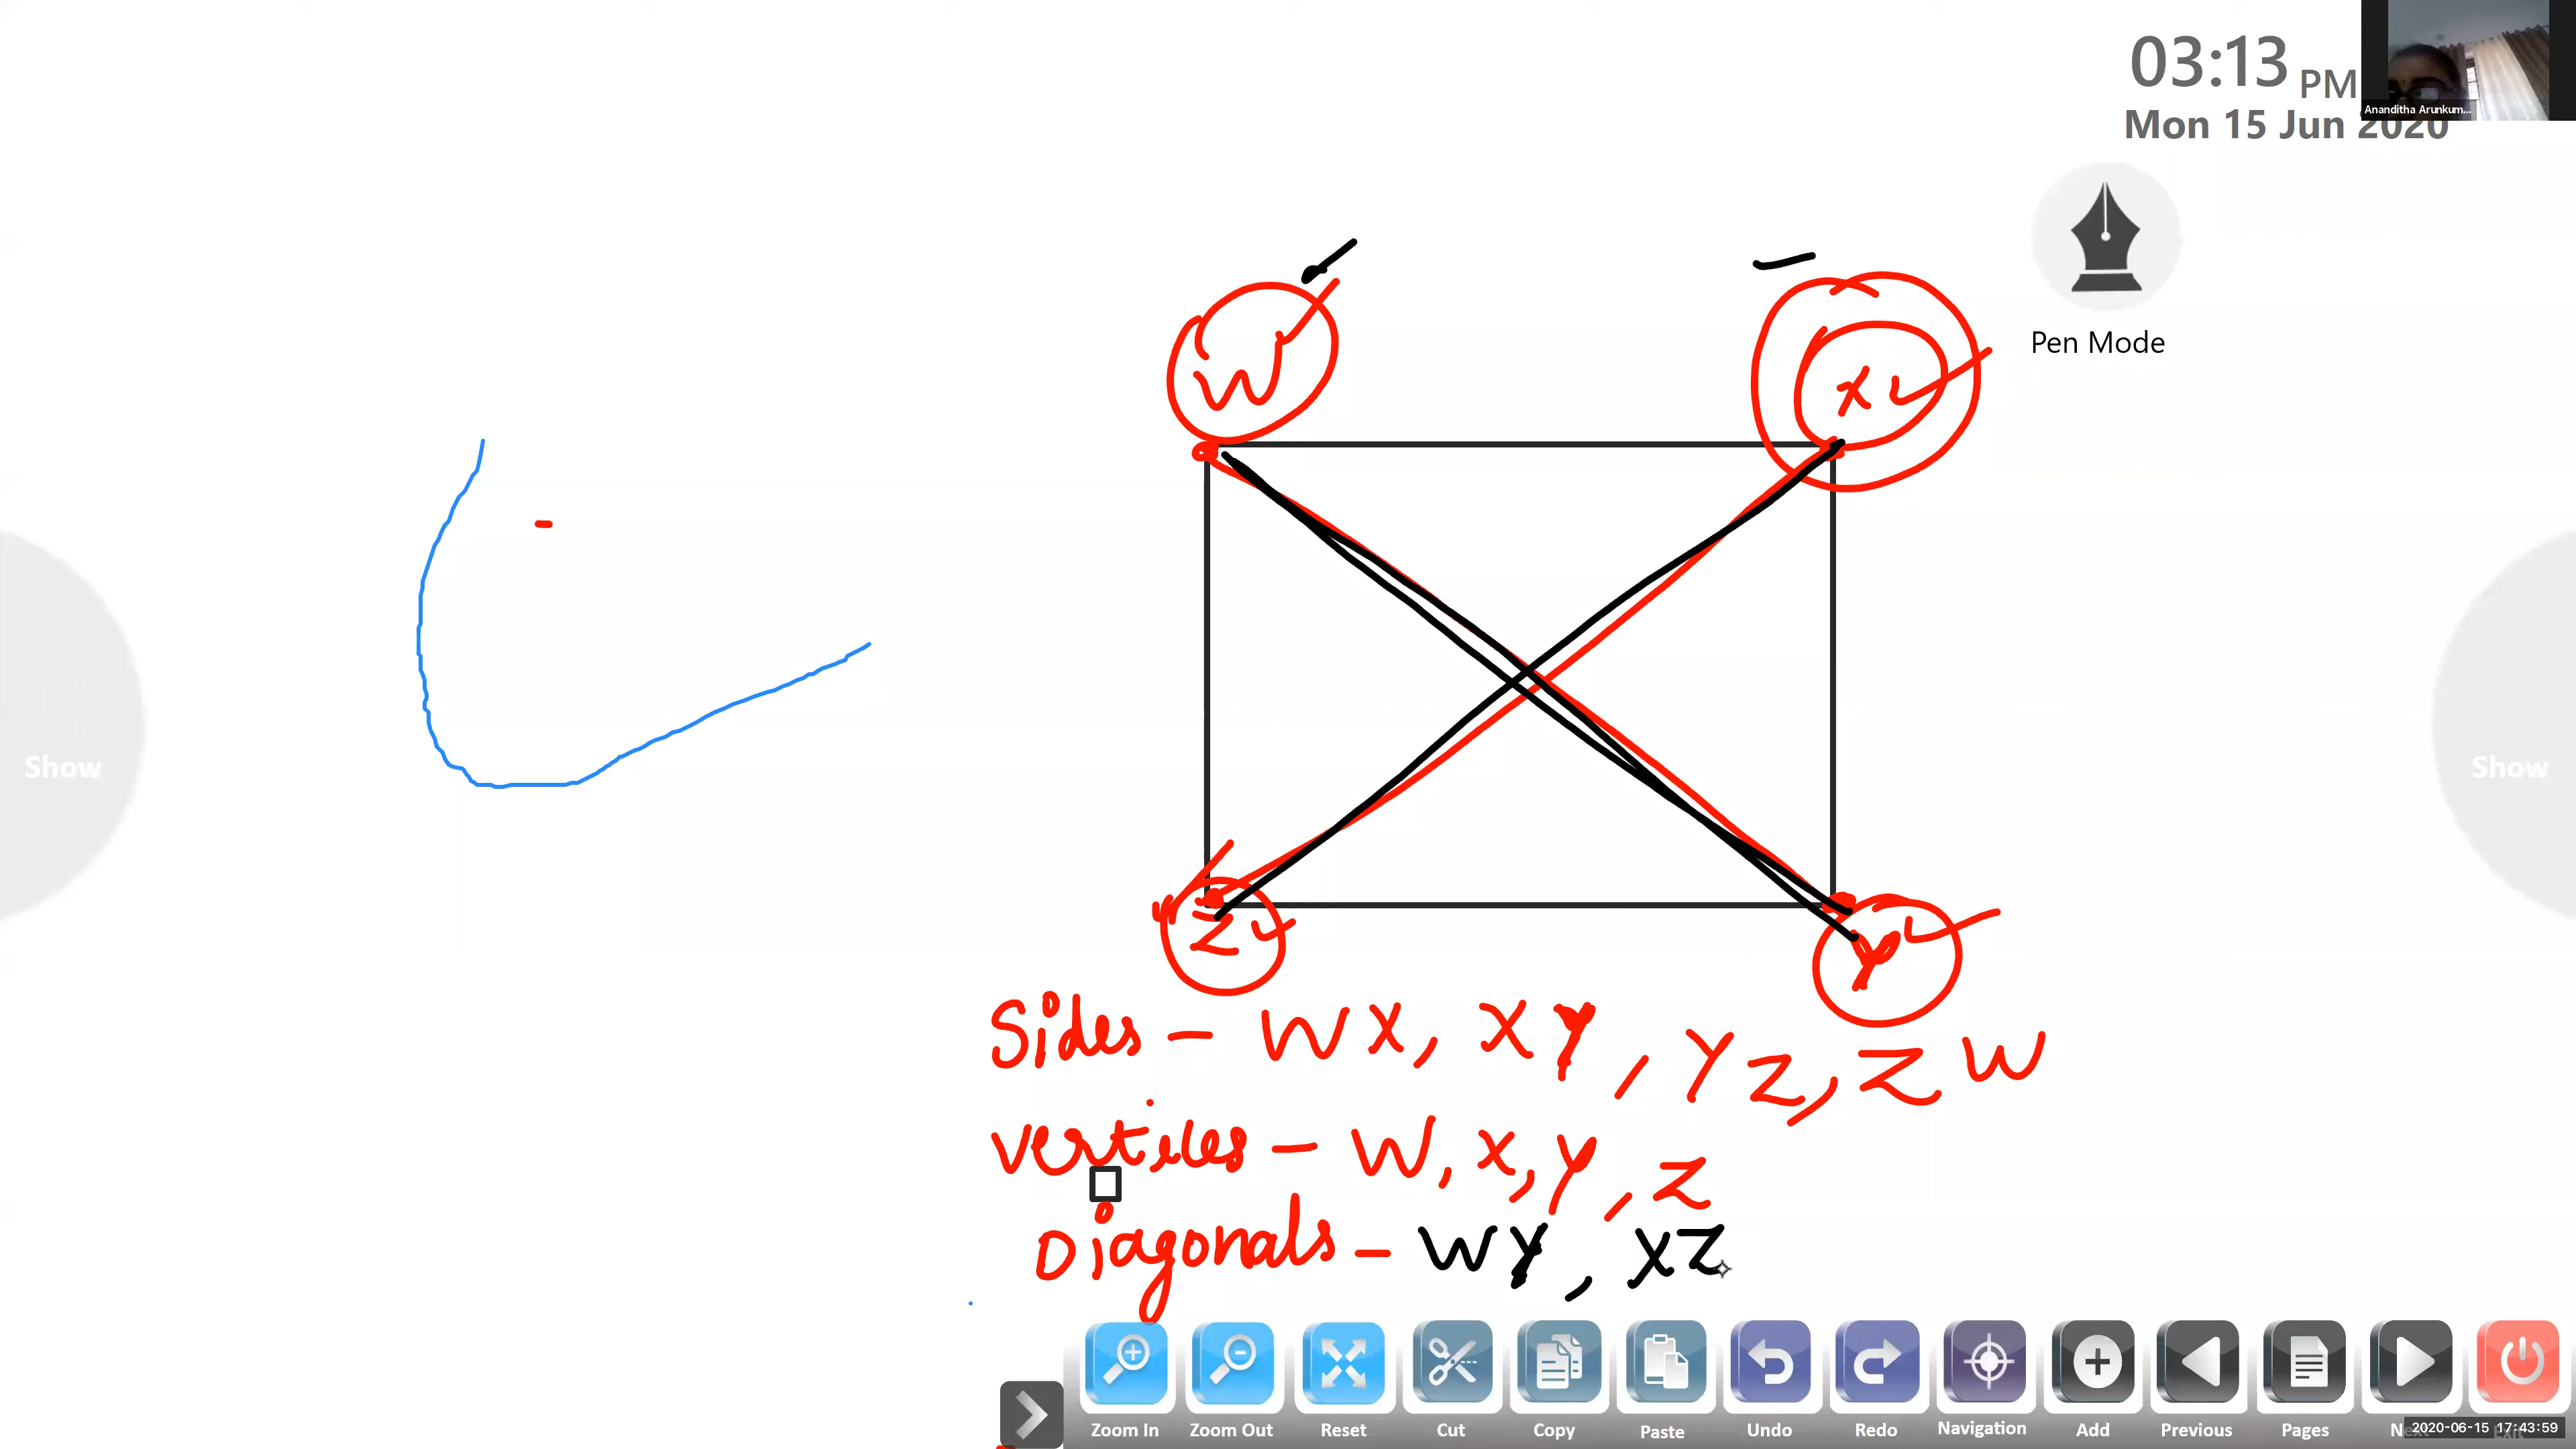 03:13 PM
Mon 15 Jun 2020
Ananditha Arunkum...
Pen Mode
W
X
Show
Show
Z
Y
Sides - WX, XY, YZ, ZW
Vertices - W, X, Y, Z
Diagonals - WY, XZ
Zoom In Zoom Out Reset Cut Copy Paste Undo Redo Navigation Add Previous Pages
2020-06-15 17:43:59